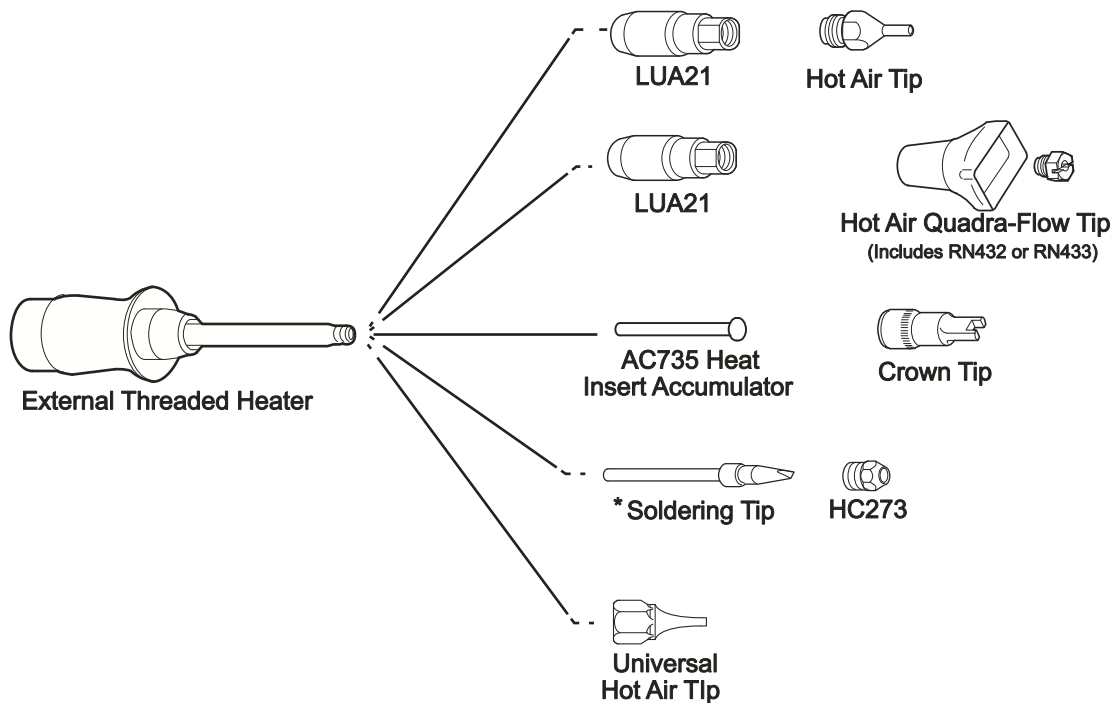 LUA21
Hot Air Tip
LUA21
Hot Air Quadra-Flow Tip
(Includes RN432 or RN433)
External Threaded Heater
AC735 Heat
Insert Accumulator
Crown Tip
* Soldering Tip
HC273
Universal
Hot Air TIp